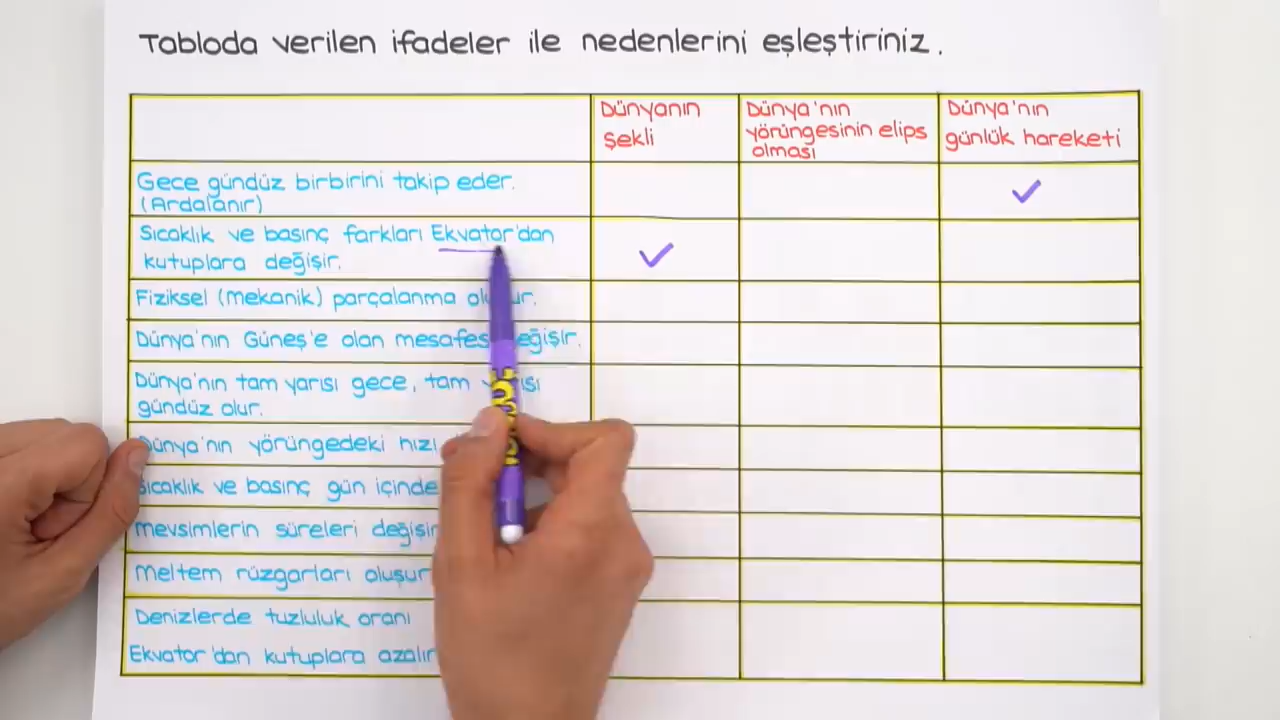 Tabloda verilen ifadeler ile nedenlerini eşleştiriniz.
Dünyanın
şekli
Dünya'nın
yörüngesinin elips
olması
Dünya'nın
günlük hareketi
Gece gündüz birbirini takip eder.
(Ardalanır)
Sıcaklık ve basınç farkları Ekvator'dan
kutuplara değişir.
Fiziksel (mekanik) parçalanma
Dünya'nın Güneş'e olan
Dünya'nın tam yarısı gece, tam
gündüz olur.
Dünya'nın yörüngedeki hızı
Sıcaklık ve basınç gün içinde
Mevsimlerin süreleri değişir
Meltem rüzgarları oluşur
Denizlerde tuzluluk oranı
Ekvator'dan kutuplara azalır